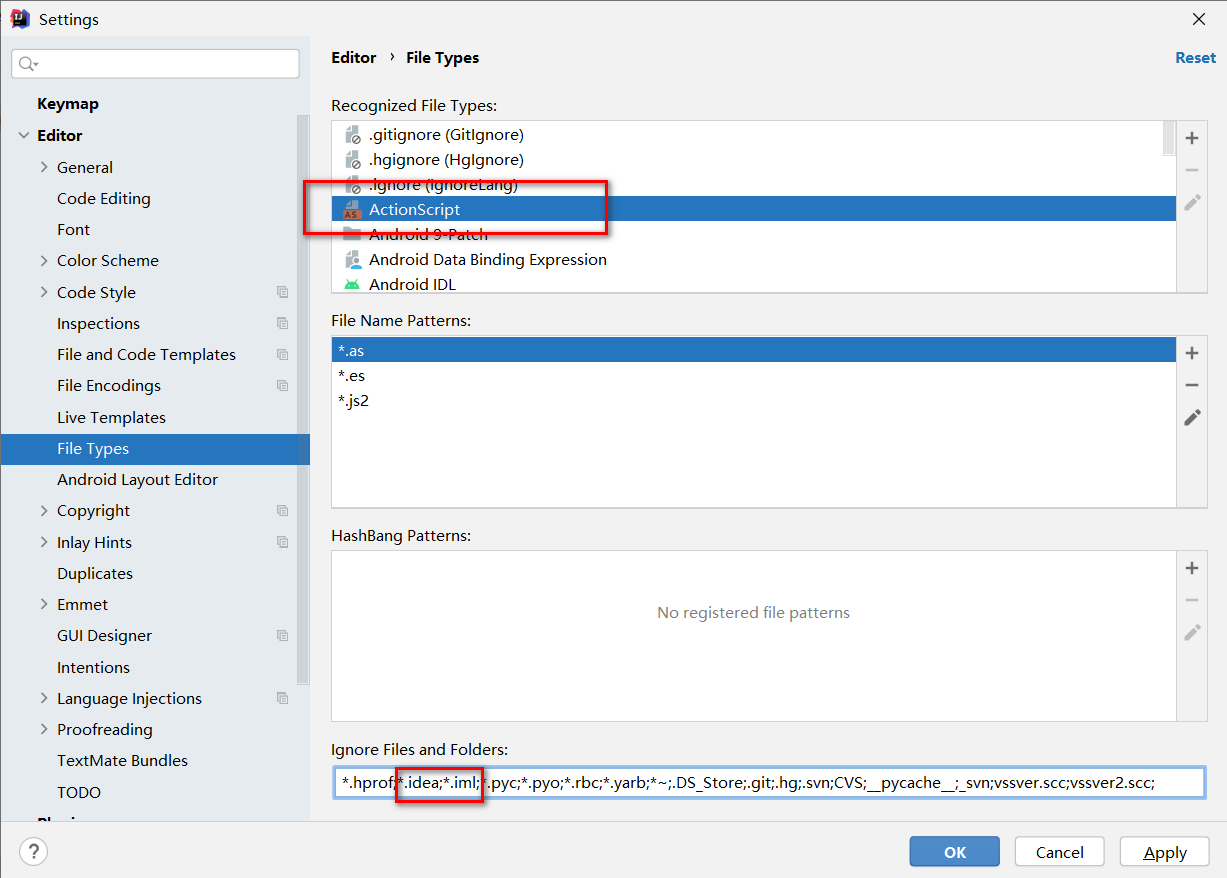 Settings
Keymap
Editor
General
Code Editing
Font
Color Scheme
Code Style
Inspections
File and Code Templates
File Encodings
Live Templates
File Types
Android Layout Editor
Copyright
Inlay Hints
Duplicates
Emmet
GUI Designer
Intentions
Language Injections
Proofreading
TextMate Bundles
TODO
Editor › File Types
Reset
Recognized File Types:
.gitignore (GitIgnore)
.hgignore (HgIgnore)
.ignore (IgnoreLang)
AS ActionScript
Android 9-Patch
Android Data Binding Expression
Android IDL
File Name Patterns:
*.as
*.es
*.js2
HashBang Patterns:
No registered file patterns
Ignore Files and Folders:
*.hprof;*.idea;*.iml;*.pyc;*.pyo;*.rbc;*.yarb;*~;.DS_Store;.git;.hg;.svn;CVS;__pycache__;_svn;vssver.scc;vssver2.scc;
?
OK
Cancel
Apply